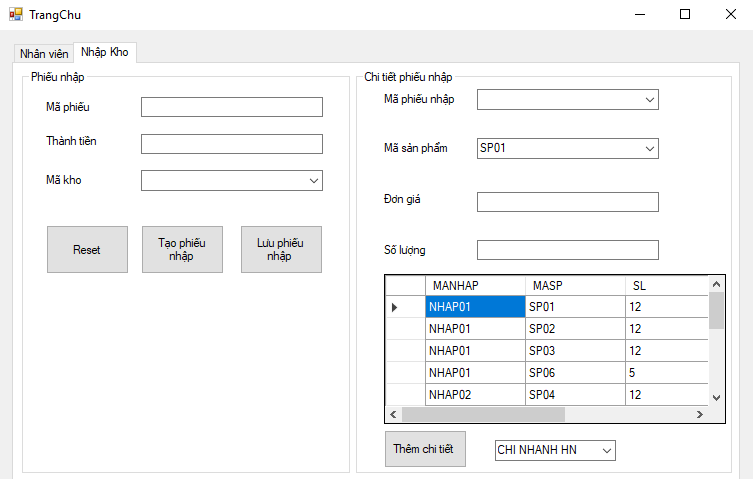 TrangChu
Nhân viên Nhập Kho
Phiếu nhập
Mã phiếu
Thành tiền
Mã kho
Reset
Tạo phiếu
nhập
Lưu phiếu
nhập
Chi tiết phiếu nhập
Mã phiếu nhập
Mã sản phẩm SP01
Đơn giá
Số lượng
MANHAP MASP SL
NHAP01 SP01 12
NHAP01 SP02 12
NHAP01 SP03 12
NHAP01 SP06 5
NHAP02 SP04 12
Thêm chi tiết CHI NHANH HN